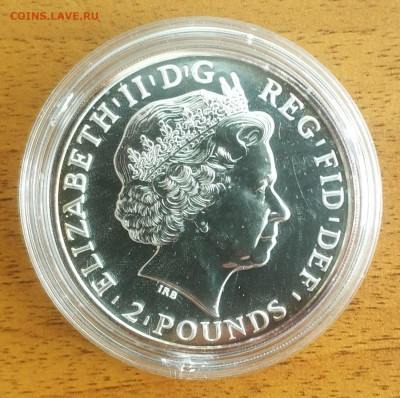 COINS.LAVE.RU
ELIZABETH·II·D·G
REG·FID·DEF
2·POUNDS
IRB